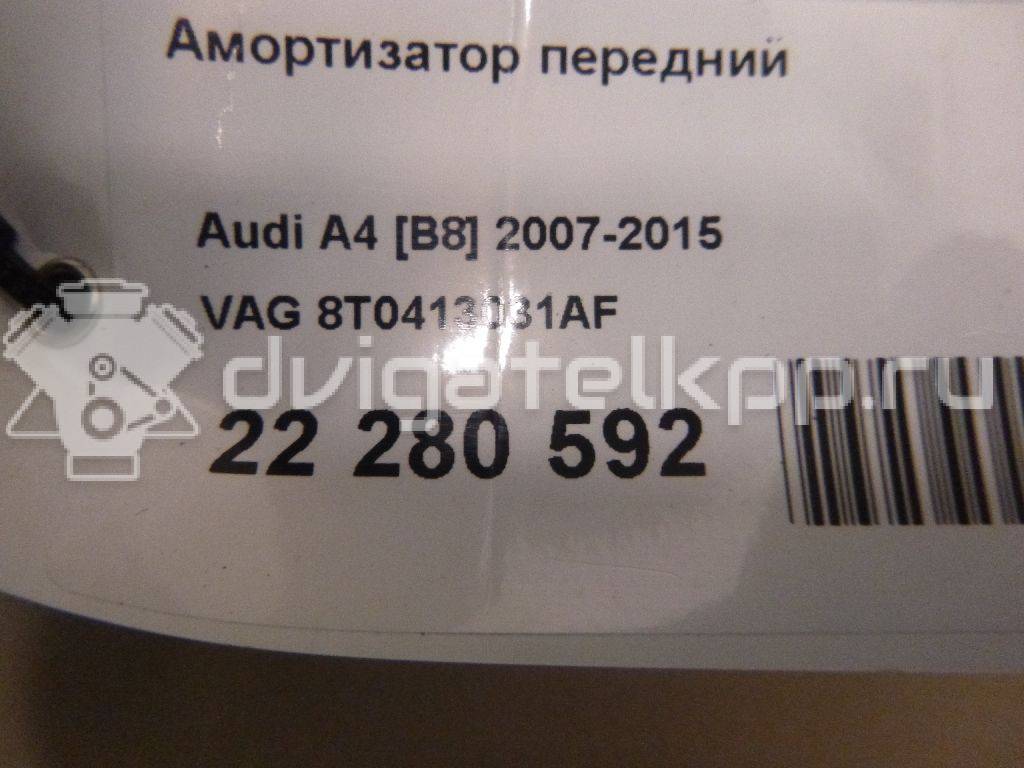 Амортизатор передний
Audi A4 [B8] 2007-2015
VAG 8T0413031AF
dvigatelkpp.ru
22 280 592